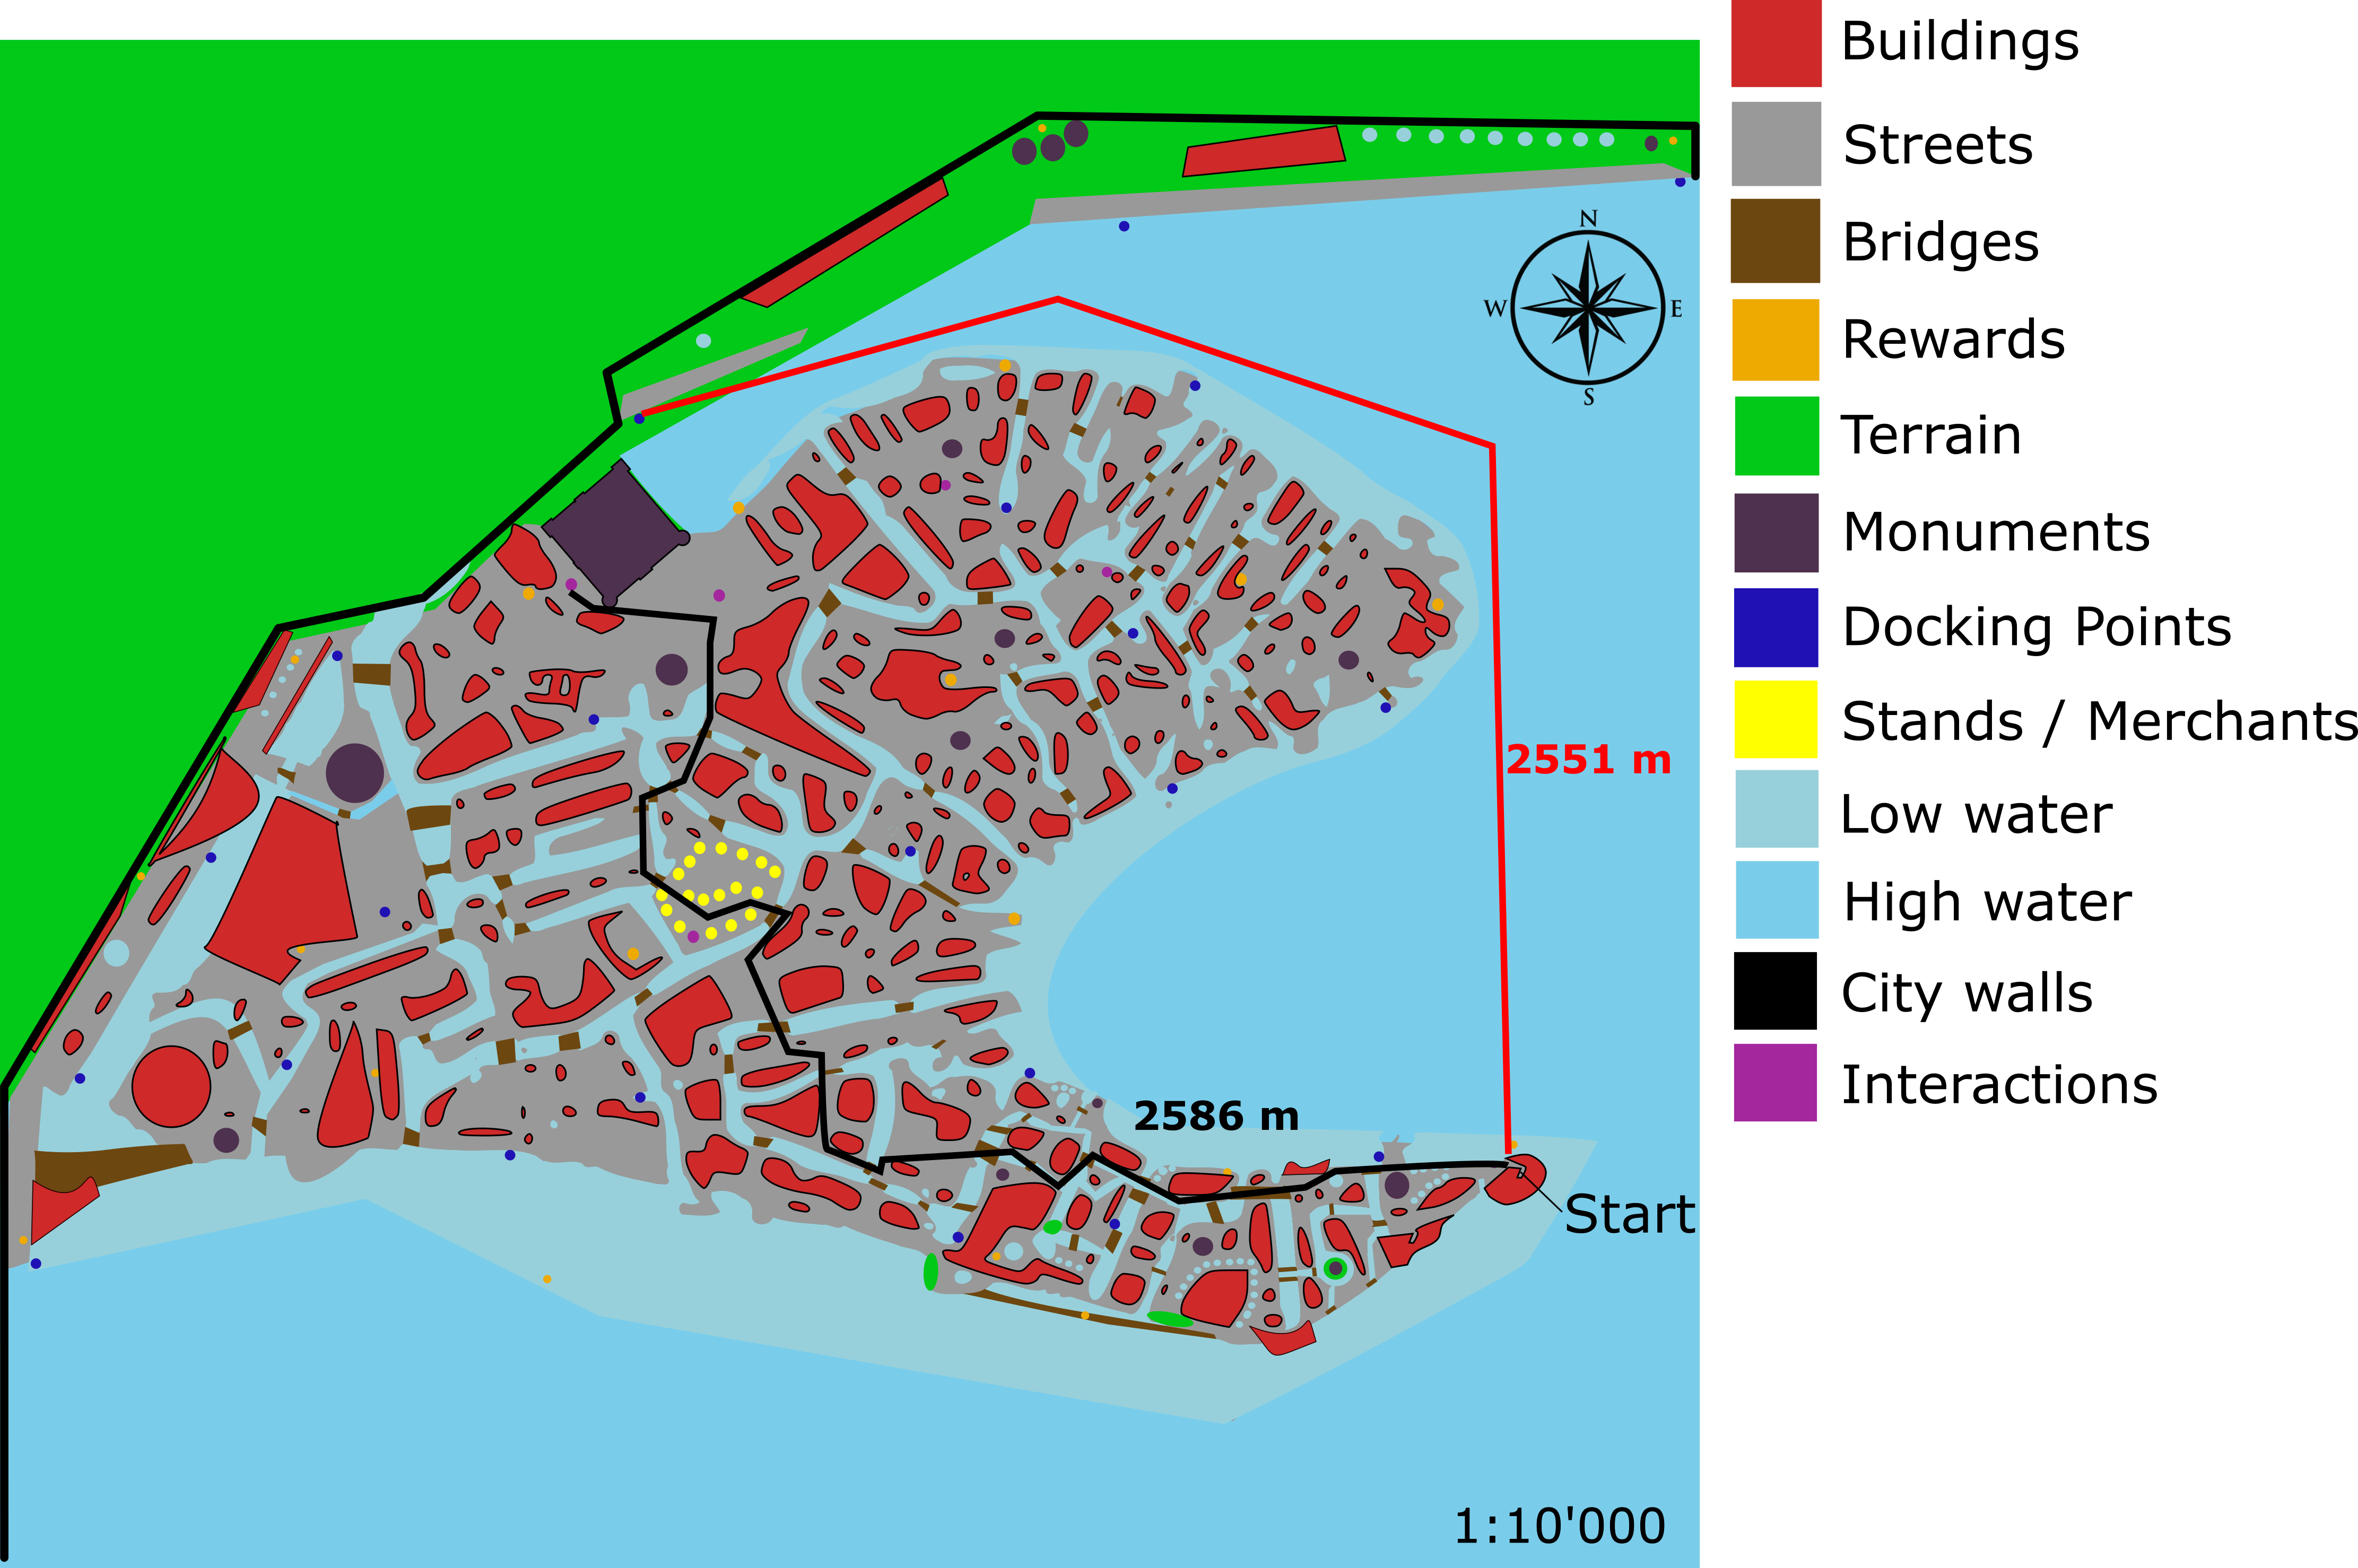 Buildings
Streets
Bridges
Rewards
Terrain
Monuments
Docking Points
Stands / Merchants
Low water
High water
City walls
Interactions
N
W E
S
2551 m
2586 m
Start
1:10'000